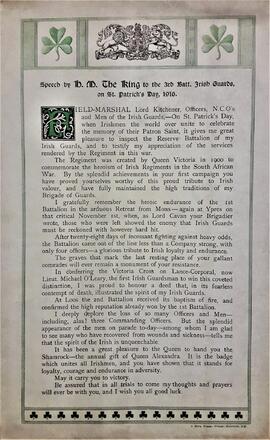 Speech by H. M. The King to the 3rd Batt. Irish Guards,
on St. Patrick's Day, 1916.
FIELD-MARSHAL Lord Kitchener, Officers, N.C.O's
and Men of the Irish Guards,—On St. Patrick's Day,
when Irishmen the world over unite to celebrate
the memory of their Patron Saint, it gives me great
pleasure to inspect the Reserve Battalion of my
Irish Guards, and to testify my appreciation of the services
rendered by the Regiment in this war.
The Regiment was created by Queen Victoria in 1900 to
commemorate the heroism of Irish Regiments in the South African
War. By the splendid achievements in your first campaign you
have proved yourselves worthy of this proud tribute to Irish
valour, and have fully maintained the high traditions of my
Brigade of Guards.
I gratefully remember the heroic endurance of the 1st
Battalion in the arduous Retreat from Mons—again at Ypres on
that critical November 1st, when, as Lord Cavan your Brigadier
wrote, those who were left showed the enemy that Irish Guards
must be reckoned with however hard hit.
After twenty-eight days of incessant fighting against heavy odds,
the Battalion came out of the line less than a Company strong, with
only four officers—a glorious tribute to Irish loyalty and endurance.
The graves that mark the last resting place of your gallant
comrades will ever remain a monument of your resistance.
In conferring the Victoria Cross on Lance-Corporal, now
Lieut. Michael O'Leary, the first Irish Guardsman to win this coveted
distinction, I was proud to honour a deed that, in its fearless
contempt of death, illustrated the spirit of my Irish Guards.
At Loos the 2nd Battalion received its baptism of fire, and
confirmed the high reputation already won by the 1st Battalion.
I deeply deplore the loss of so many Officers and Men—
including, alas! three Commanding Officers. But the splendid
appearance of the men on parade to-day—among whom I am glad
to see many who have recovered from wounds and sickness—tells me
that the spirit of the Irish is unquenchable.
It has been a great pleasure to the Queen to hand you the
Shamrock—the annual gift of Queen Alexandra. It is the badge
which unites all Irishmen, and you have shown that it stands for
loyalty, courage and endurance in adversity.
May it carry you to victory.
Be assured that in all trials to come my thoughts and prayers
will ever be with you, and I wish you all good luck.